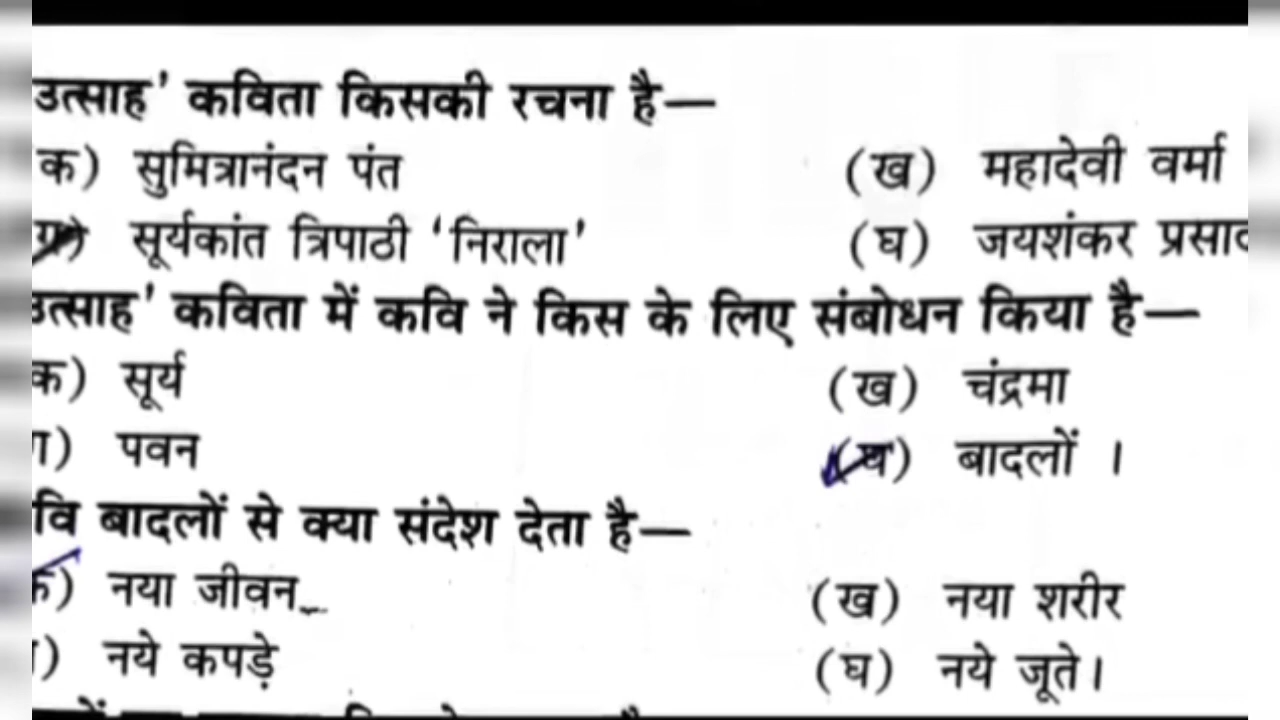 उत्साह' कविता किसकी रचना है—
क) सुमित्रानंदन पंत (ख) महादेवी वर्मा
ग) सूर्यकांत त्रिपाठी 'निराला' (घ) जयशंकर प्रसाद
उत्साह' कविता में कवि ने किस के लिए संबोधन किया है—
क) सूर्य (ख) चंद्रमा
ग) पवन (घ) बादलों ।
वि बादलों से क्या संदेश देता है—
क) नया जीवन (ख) नया शरीर
) नये कपड़े (घ) नये जूते।